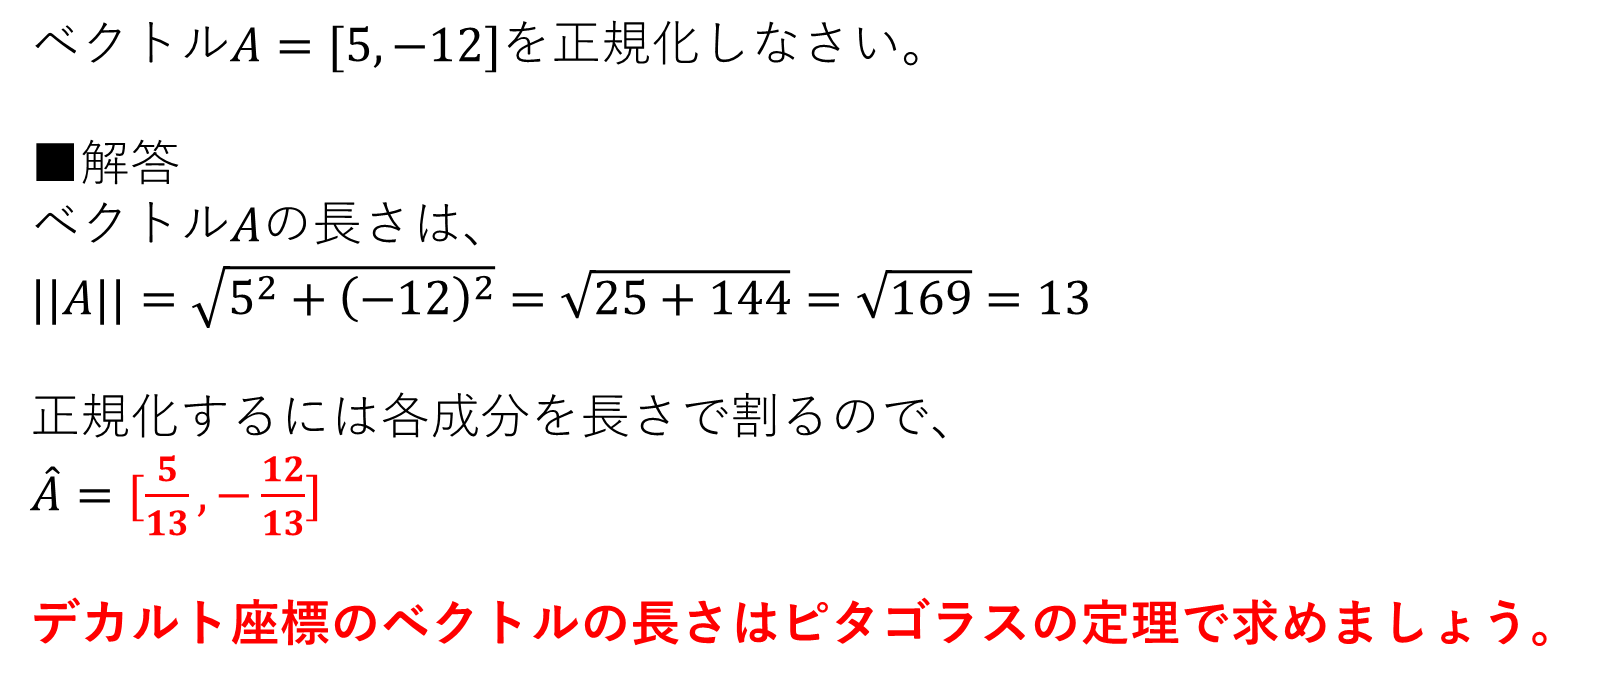 ベクトルA = [5, −12]を正規化しなさい。
■解答
ベクトルAの長さは、
||A|| = √(5² + (−12)²) = √(25 + 144) = √169 = 13
正規化するには各成分を長さで割るので、
Â = [5/13, −12/13]
デカルト座標のベクトルの長さはピタゴラスの定理で求めましょう。